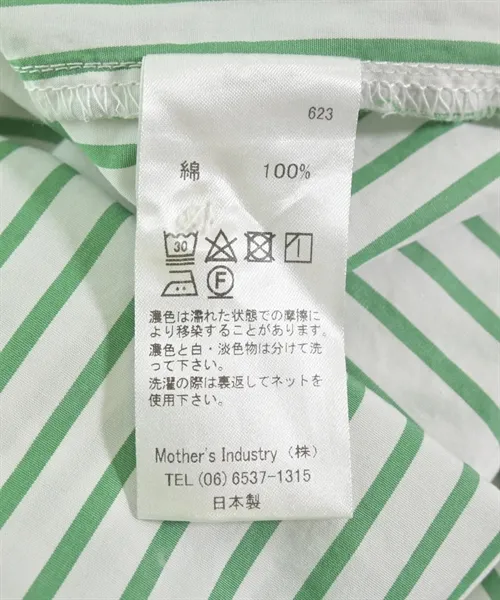 623
綿 100%
30
F
濃色は濡れた状態での摩擦に
より移染することがあります。
濃色と白・淡色物は分けて洗
って下さい。
洗濯の際は裏返してネットを
使用下さい。
Mother's Industry (株)
TEL (06) 6537-1315
日本製